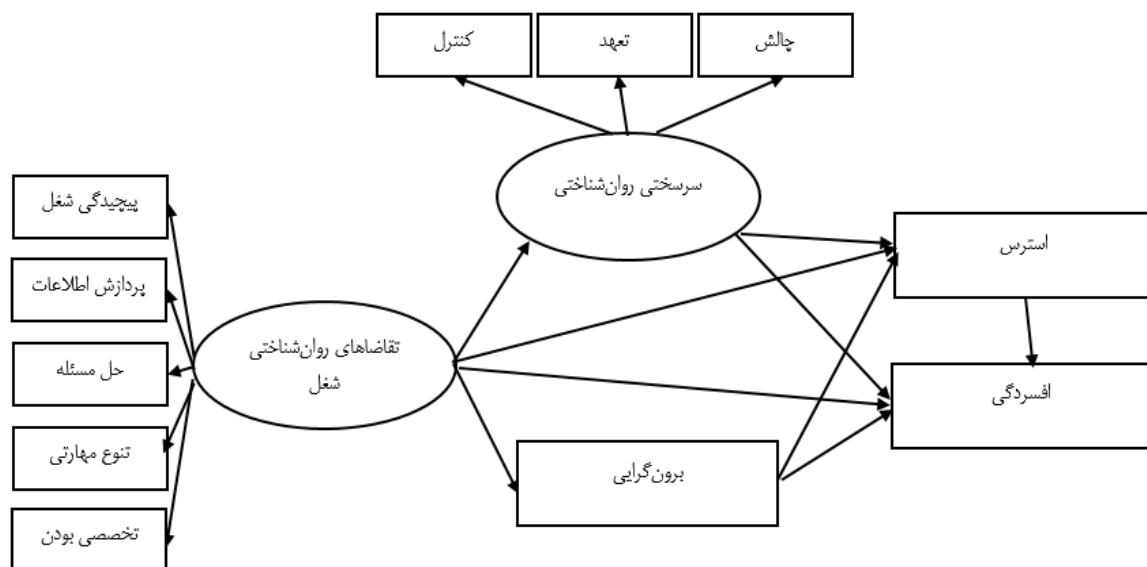 چالش
تعهد
کنترل
سرسختی روان‌شناختی
پیچیدگی شغل
پردازش اطلاعات
حل مسئله
تنوع مهارتی
تخصصی بودن
تقاضاهای روان‌شناختی
شغل
استرس
افسردگی
برون‌گرایی